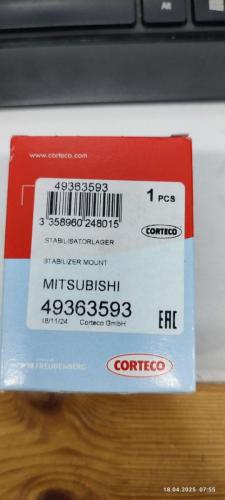 Alt
www.corteco.com
49363593
1 PCS
3 358960 248015
CORTECO
STABILISATORLAGER
STABILIZER MOUNT
MITSUBISHI
49363593
18/11/24 Corteco GmbH
EAC
FREUDENBERG
CORTECO
18.04.2025 07:55